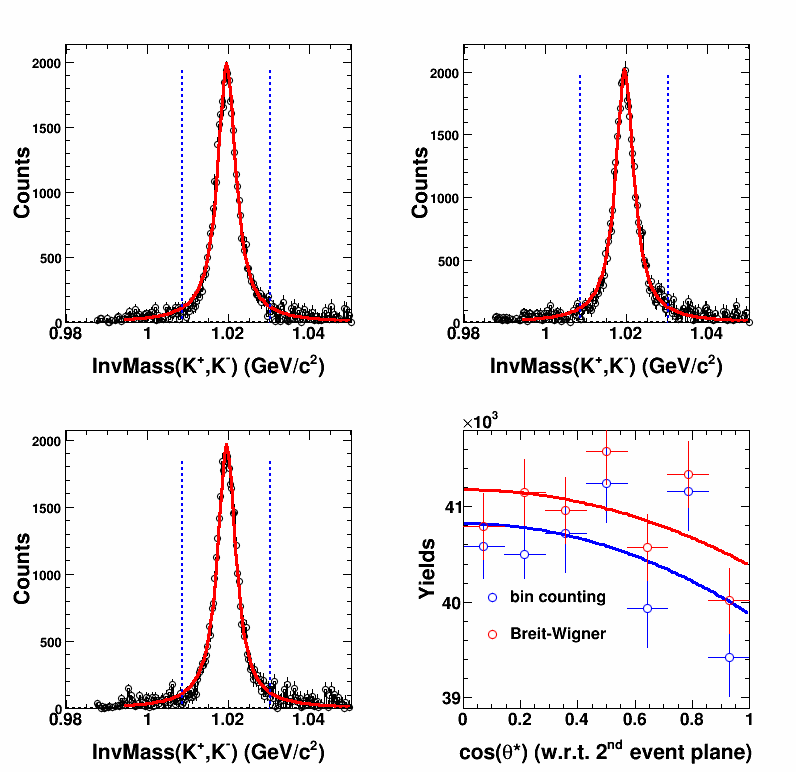 2000
1500
1000
500
0
0.98 1 1.02 1.04
Counts
InvMass(K⁺,K⁻) (GeV/c²)
2000
1500
1000
500
0
0.98 1 1.02 1.04
Counts
InvMass(K⁺,K⁻) (GeV/c²)
2000
1500
1000
500
0
0.98 1 1.02 1.04
Counts
InvMass(K⁺,K⁻) (GeV/c²)
×10³
41
40
39
Yields
bin counting
Breit-Wigner
0 0.2 0.4 0.6 0.8 1
cos(θ*) (w.r.t. 2ⁿᵈ event plane)